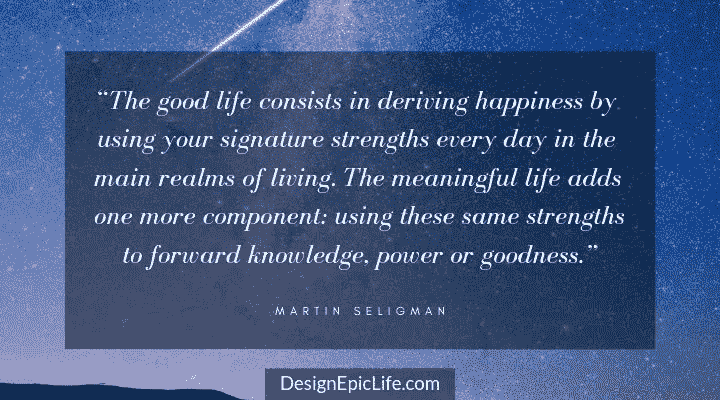 “The good life consists in deriving happiness by
using your signature strengths every day in the
main realms of living. The meaningful life adds
one more component: using these same strengths
to forward knowledge, power or goodness.”
MARTIN SELIGMAN
DesignEpicLife.com